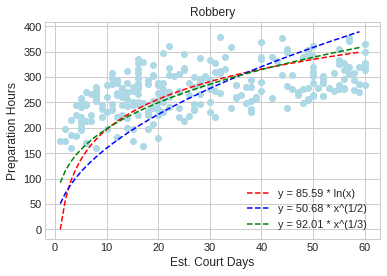 Robbery
400
350
300
250
200
150
100
50
0
Preparation Hours
y = 85.59 * ln(x)
y = 50.68 * x^(1/2)
y = 92.01 * x^(1/3)
0 10 20 30 40 50 60
Est. Court Days